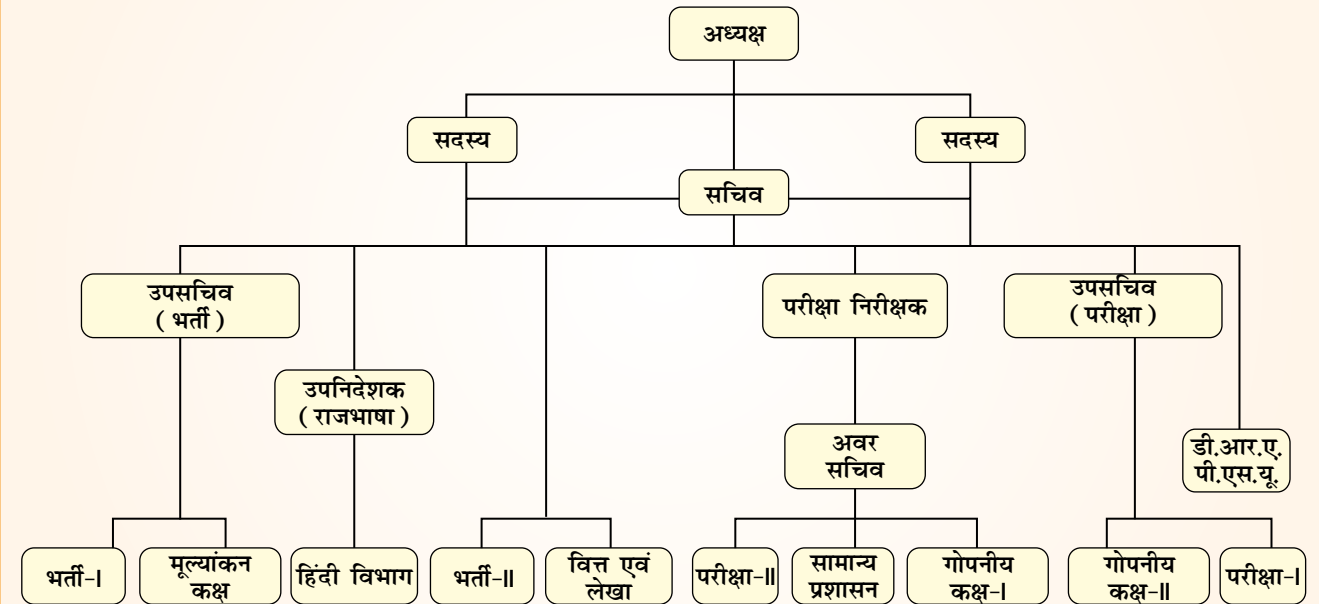 अध्यक्ष
सदस्य
सदस्य
सचिव
उपसचिव
( भर्ती )
परीक्षा निरीक्षक
उपसचिव
( परीक्षा )
उपनिदेशक
( राजभाषा )
अवर
सचिव
डी.आर.ए.
पी.एस.यू.
भर्ती-I
मूल्यांकन
कक्ष
हिंदी विभाग
भर्ती-II
वित्त एवं
लेखा
परीक्षा-II
सामान्य
प्रशासन
गोपनीय
कक्ष-I
गोपनीय
कक्ष-II
परीक्षा-I